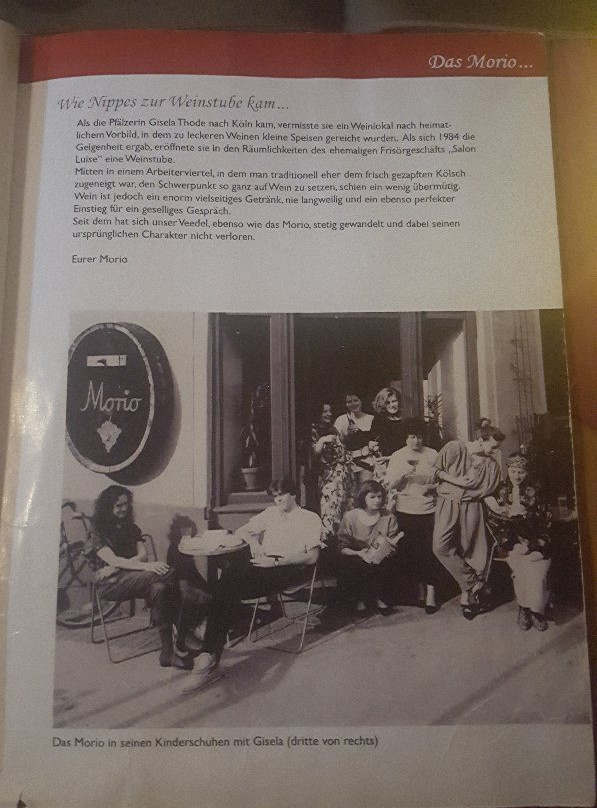 Das Morio...
Wie Nippes zur Weinstube kam...
Als die Pfälzerin Gisela Thode nach Köln kam, vermisste sie ein Weinlokal nach heimat-
lichem Vorbild, in dem zu leckeren Weinen kleine Speisen gereicht wurden. Als sich 1984 die
Gelgenheit ergab, eröffnete sie in den Räumlichkeiten des ehemaligen Frisörgeschäfts „Salon
Luise" eine Weinstube.
Mitten in einem Arbeiterviertel, in dem man traditionell eher dem frisch gezapften Kölsch
zugeneigt war, den Schwerpunkt so ganz auf Wein zu setzen, schien ein wenig übermütig.
Wein ist jedoch ein enorm vielseitiges Getränk, nie langweilig und ein ebenso perfekter
Einstieg für ein geselliges Gespräch.
Seit dem hat sich unser Veedel, ebenso wie das Morio, stetig gewandelt und dabei seinen
ursprünglichen Charakter nicht verloren.
Eurer Morio
Morio
Das Morio in seinen Kinderschuhen mit Gisela (dritte von rechts)